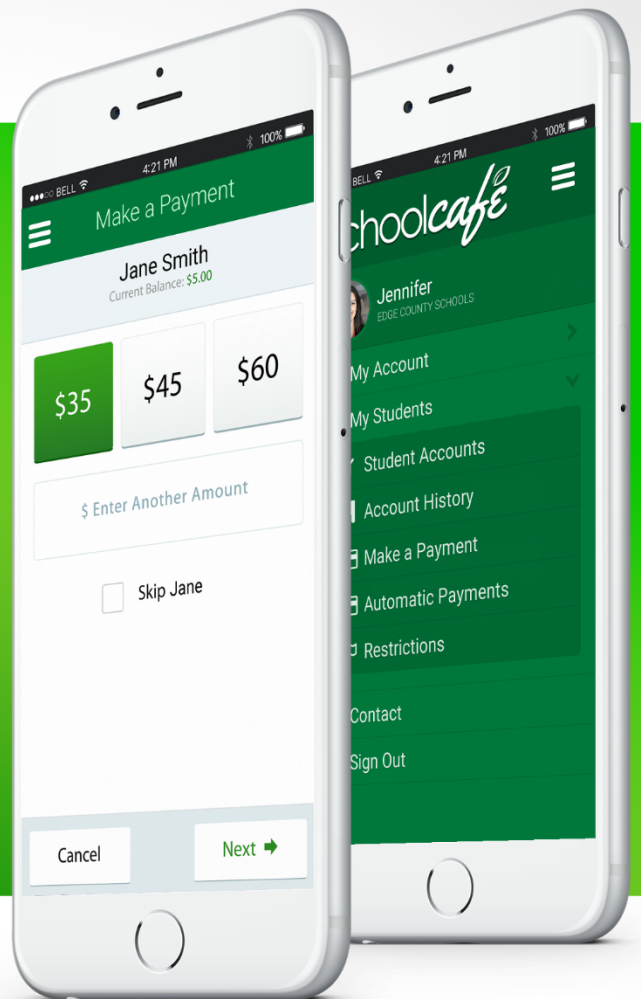 BELL
4:21 PM
100%
Make a Payment
Jane Smith
Current Balance: $5.00
$35
$45
$60
$ Enter Another Amount
Skip Jane
Cancel
Next
BELL
4:21 PM
100%
choolcafé
Jennifer
EDGE COUNTY SCHOOLS
My Account
My Students
Student Accounts
Account History
Make a Payment
Automatic Payments
Restrictions
Contact
Sign Out